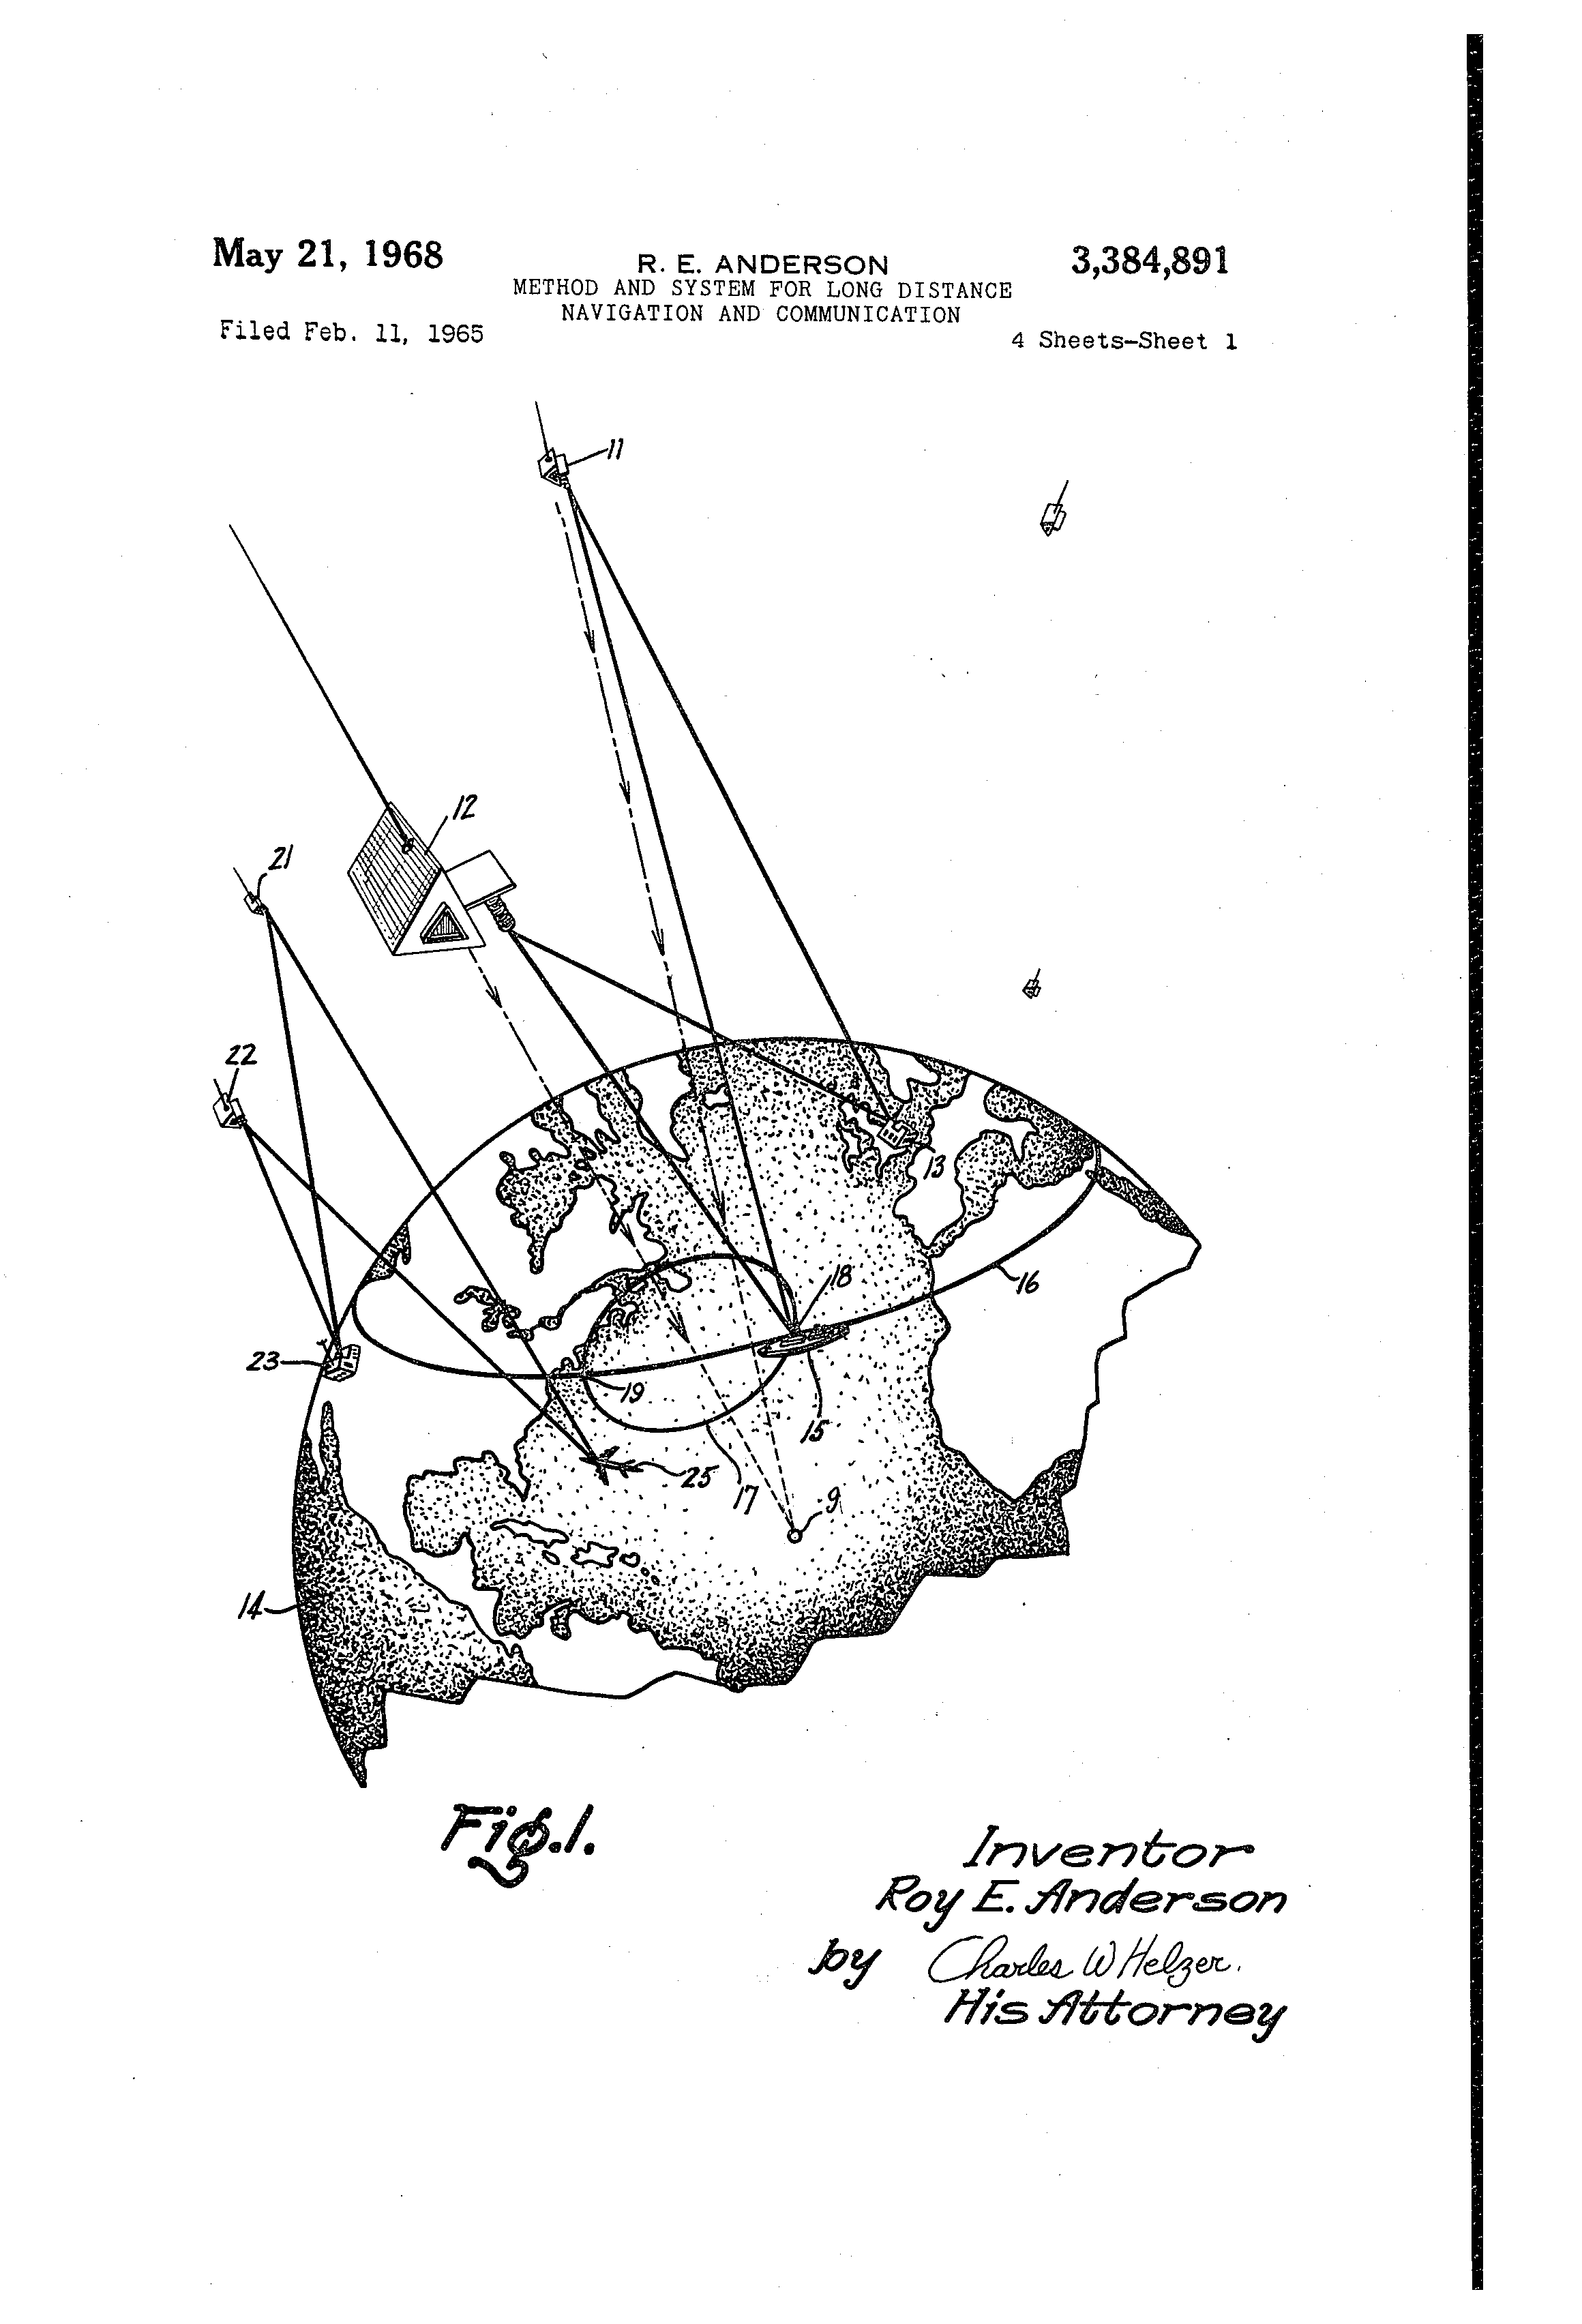 May 21, 1968
R. E. ANDERSON
3,384,891
METHOD AND SYSTEM FOR LONG DISTANCE
NAVIGATION AND COMMUNICATION
Filed Feb. 11, 1965
4 Sheets-Sheet 1
11
12
21
22
13
18
16
23
19
15
25
17
9
14
Fig.1.
Inventor
Roy E. Anderson
by Charles W Helzer.
His Attorney